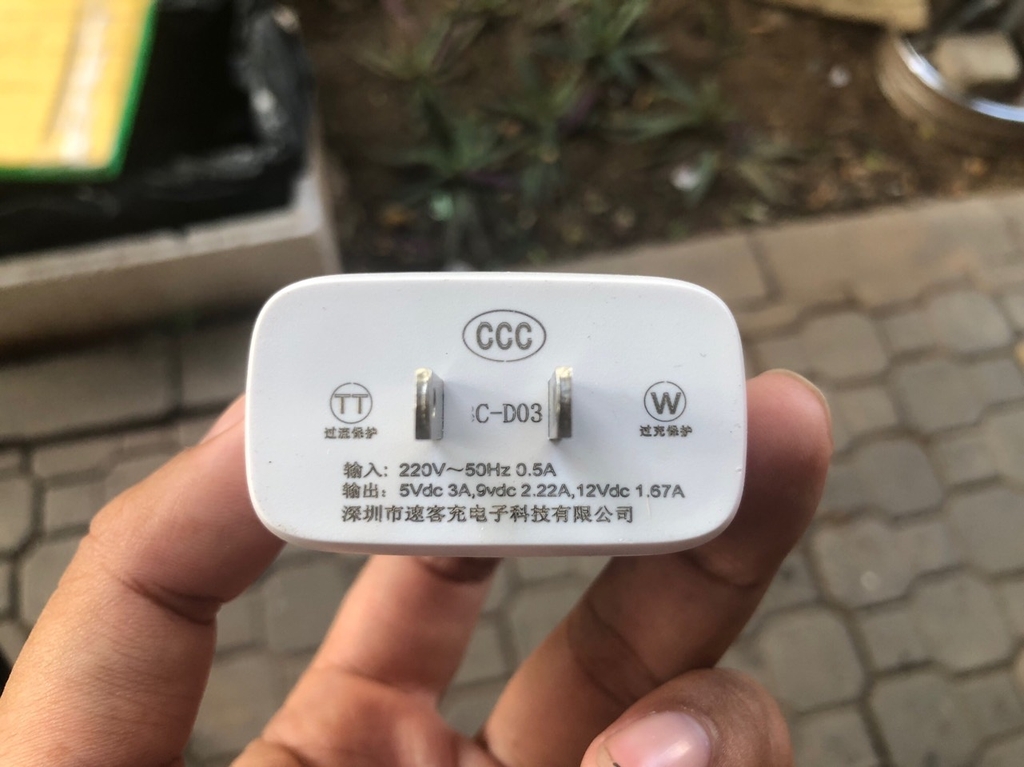 CCC
TT
过流保护
C-D03
W
过充保护
输入: 220V～50Hz 0.5A
输出: 5Vdc 3A,9vdc 2.22A,12Vdc 1.67A
深圳市速客充电子科技有限公司